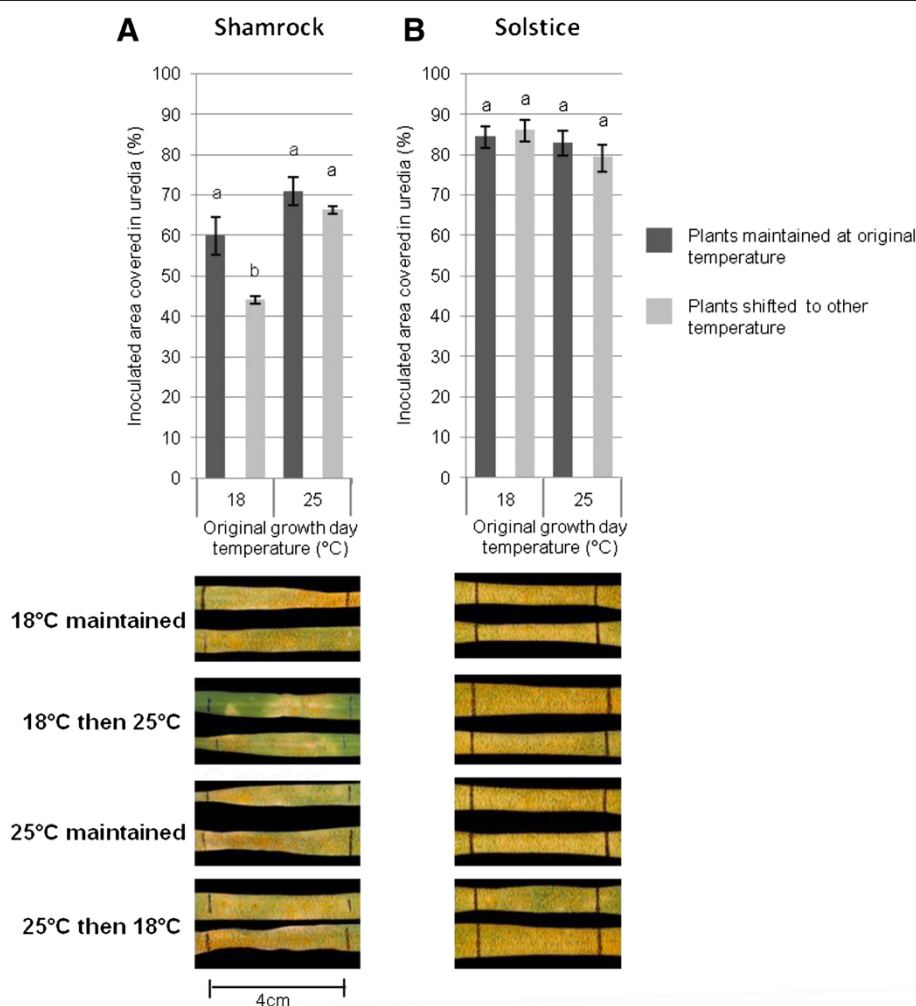 A
Shamrock
B
Solstice
Inoculated area covered in uredia (%)
100
90
80
70
60
50
40
30
20
10
0
a
b
a
a
18
25
Original growth day
temperature (°C)
Inoculated area covered in uredia (%)
100
90
80
70
60
50
40
30
20
10
0
a
a
a
a
18
25
Original growth day
temperature (°C)
Plants maintained at original
temperature
Plants shifted to other
temperature
18°C maintained
18°C then 25°C
25°C maintained
25°C then 18°C
4cm